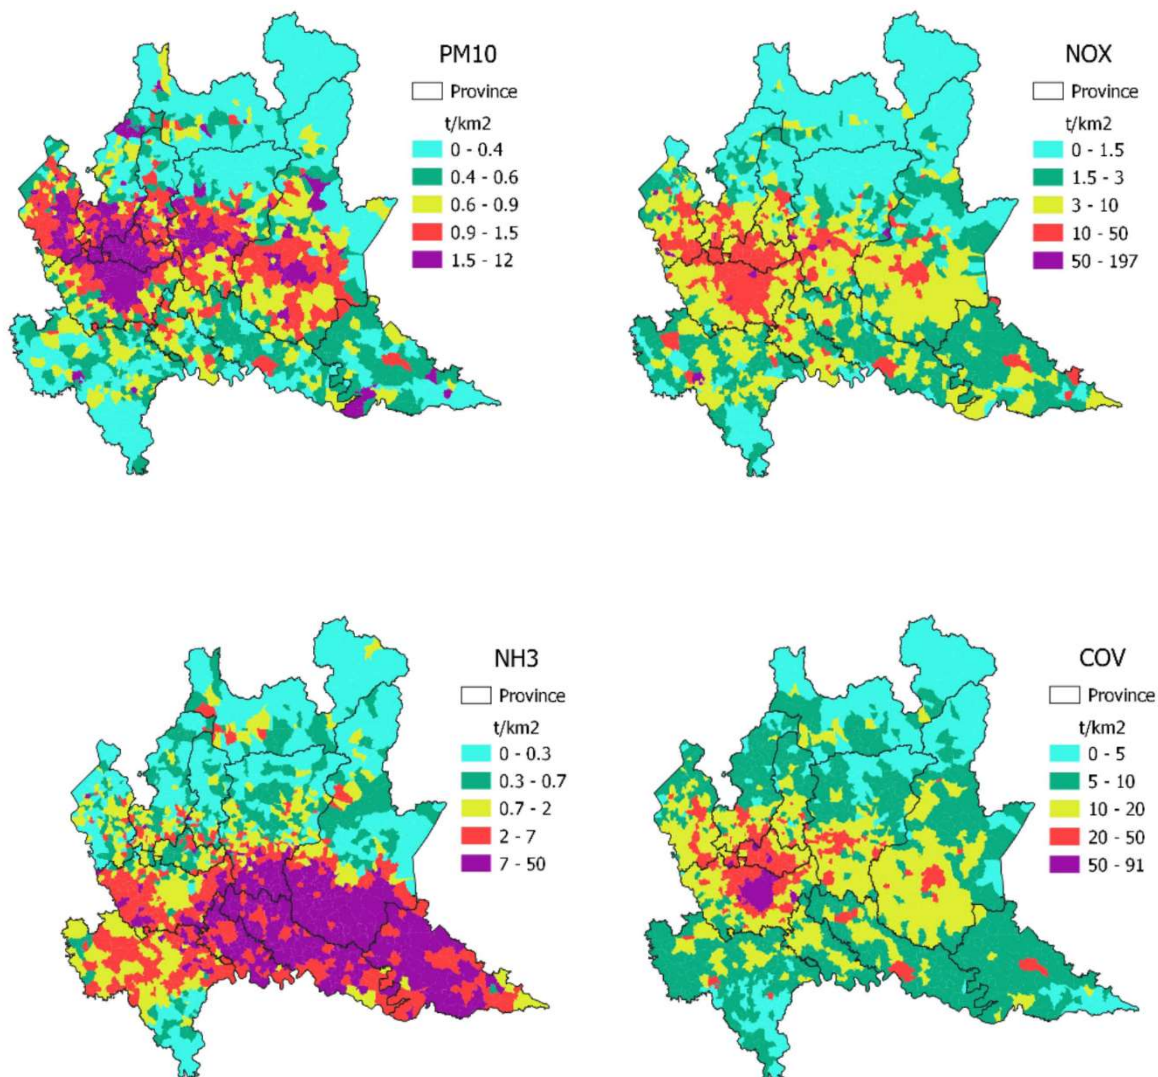 PM10
Province
t/km2
0 - 0.4
0.4 - 0.6
0.6 - 0.9
0.9 - 1.5
1.5 - 12
NOX
Province
t/km2
0 - 1.5
1.5 - 3
3 - 10
10 - 50
50 - 197
NH3
Province
t/km2
0 - 0.3
0.3 - 0.7
0.7 - 2
2 - 7
7 - 50
COV
Province
t/km2
0 - 5
5 - 10
10 - 20
20 - 50
50 - 91